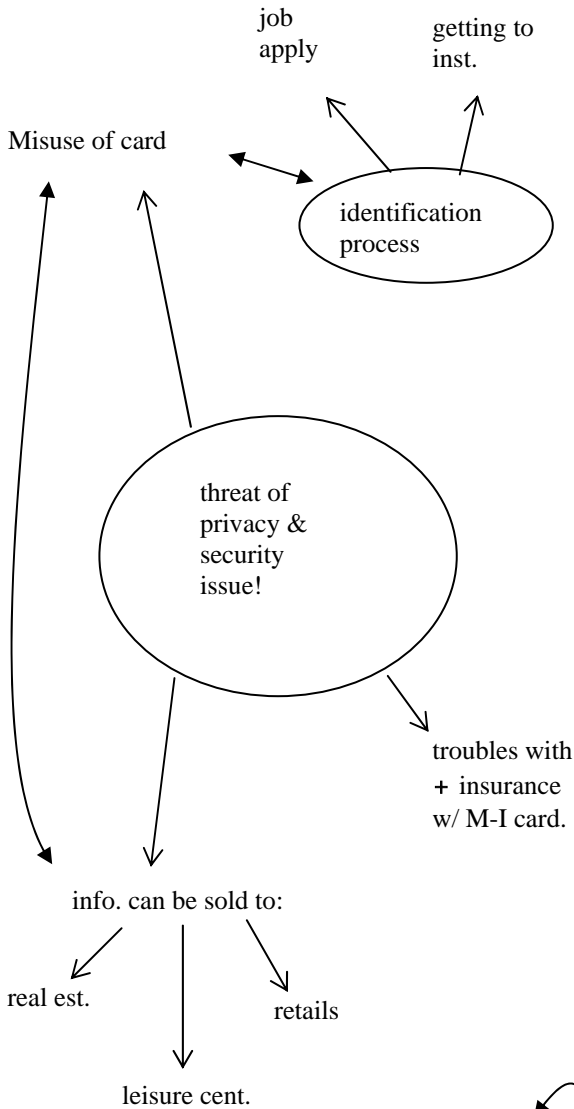 job
apply
getting to
inst.
Misuse of card
identification
process
threat of
privacy &
security
issue!
troubles with
+ insurance
w/ M-I card.
info. can be sold to:
real est.
retails
leisure cent.